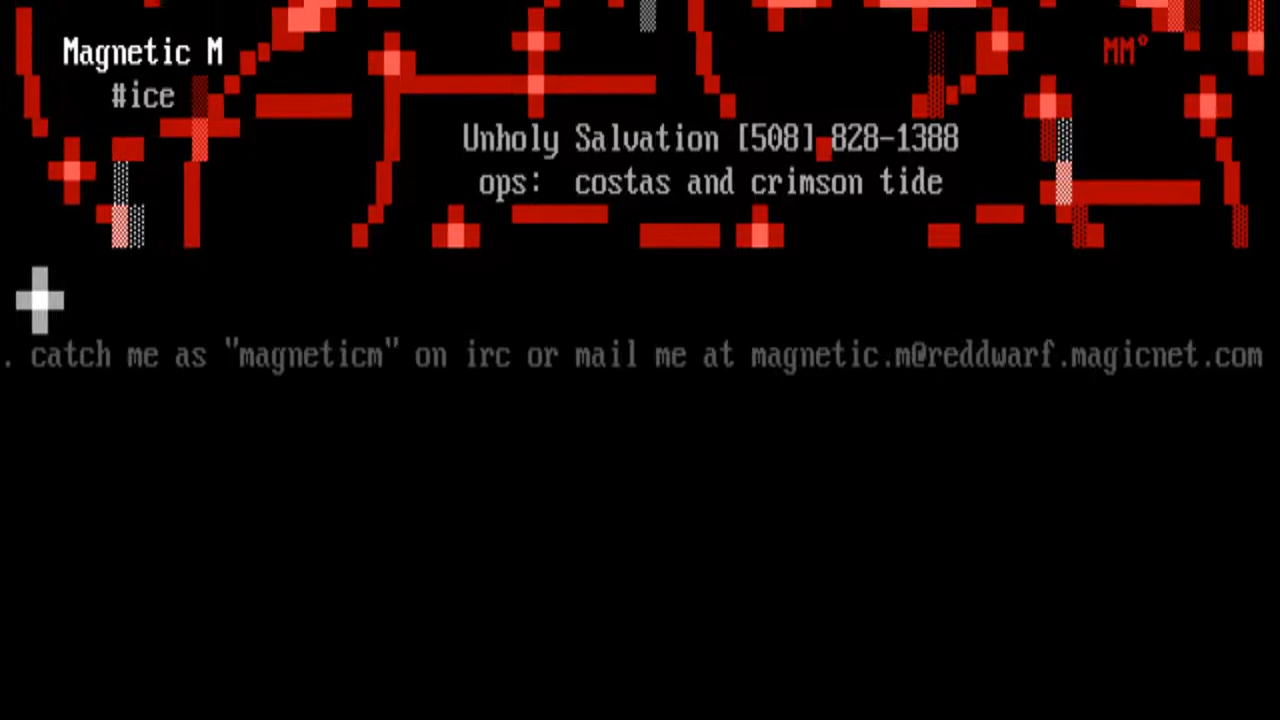 Magnetic M
MM°
#ice
Unholy Salvation [508] 828-1388
ops: costas and crimson tide
. catch me as "magneticm" on irc or mail me at magnetic.m@reddwarf.magicnet.com